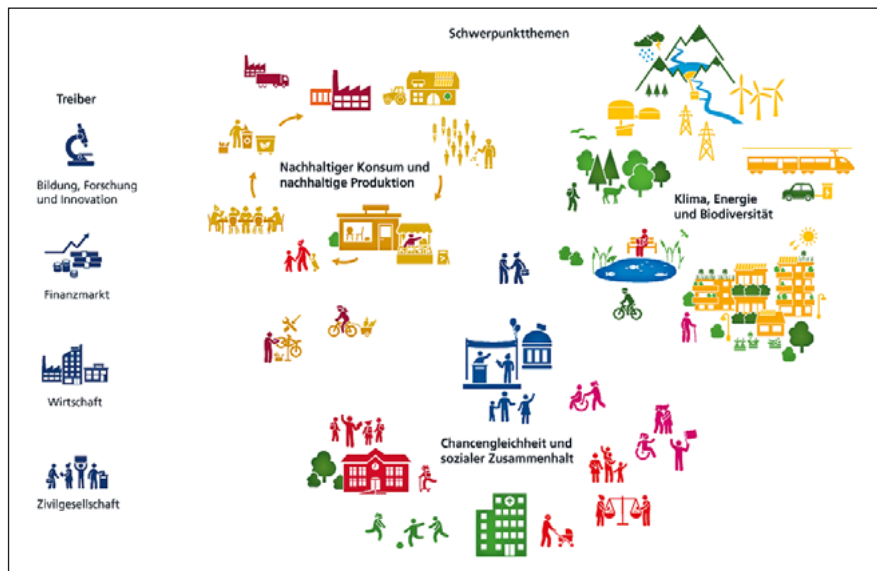 Schwerpunktthemen
Treiber
Bildung, Forschung
und Innovation
Finanzmarkt
Wirtschaft
Zivilgesellschaft
Nachhaltiger Konsum und
nachhaltige Produktion
Klima, Energie
und Biodiversität
Chancengleichheit und
sozialer Zusammenhalt